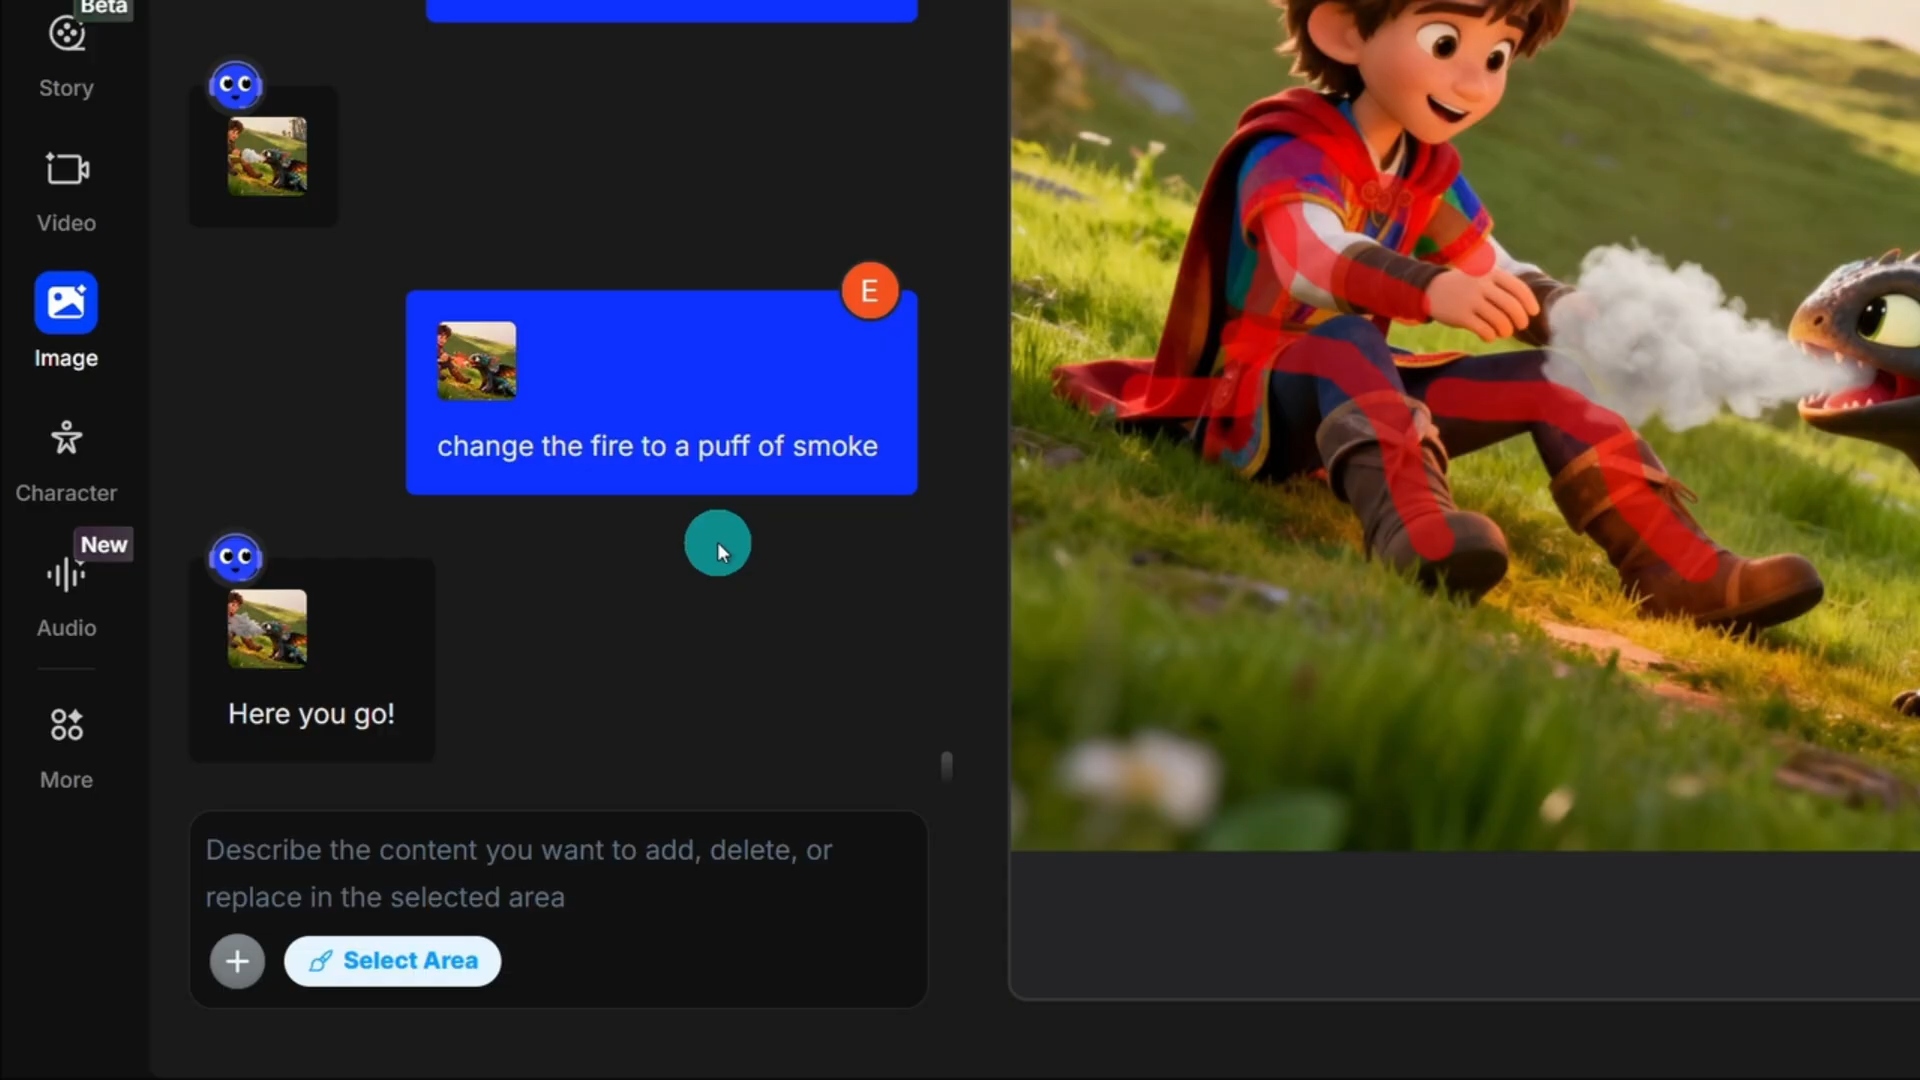 Beta
Story
Video
Image
Character
New
Audio
More
E
change the fire to a puff of smoke
Here you go!
Describe the content you want to add, delete, or
replace in the selected area
Select Area